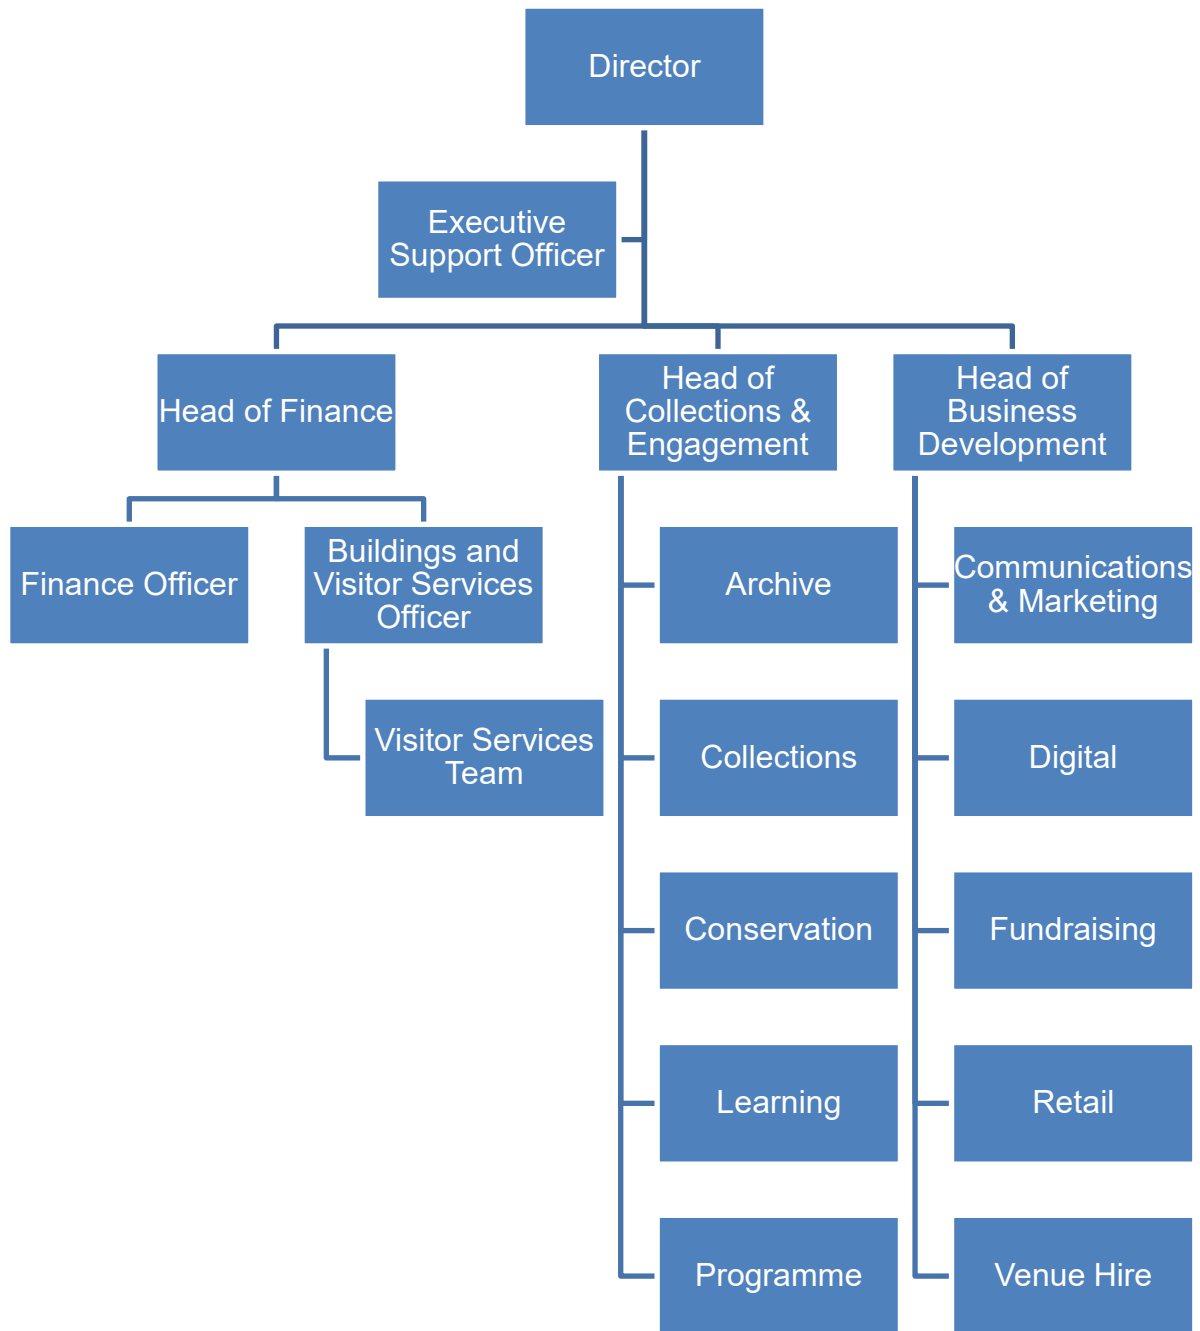 Director
Executive
Support Officer
Head of Finance
Head of
Collections &
Engagement
Head of
Business
Development
Finance Officer
Buildings and
Visitor Services
Officer
Archive
Communications
& Marketing
Visitor Services
Team
Collections
Digital
Conservation
Fundraising
Learning
Retail
Programme
Venue Hire